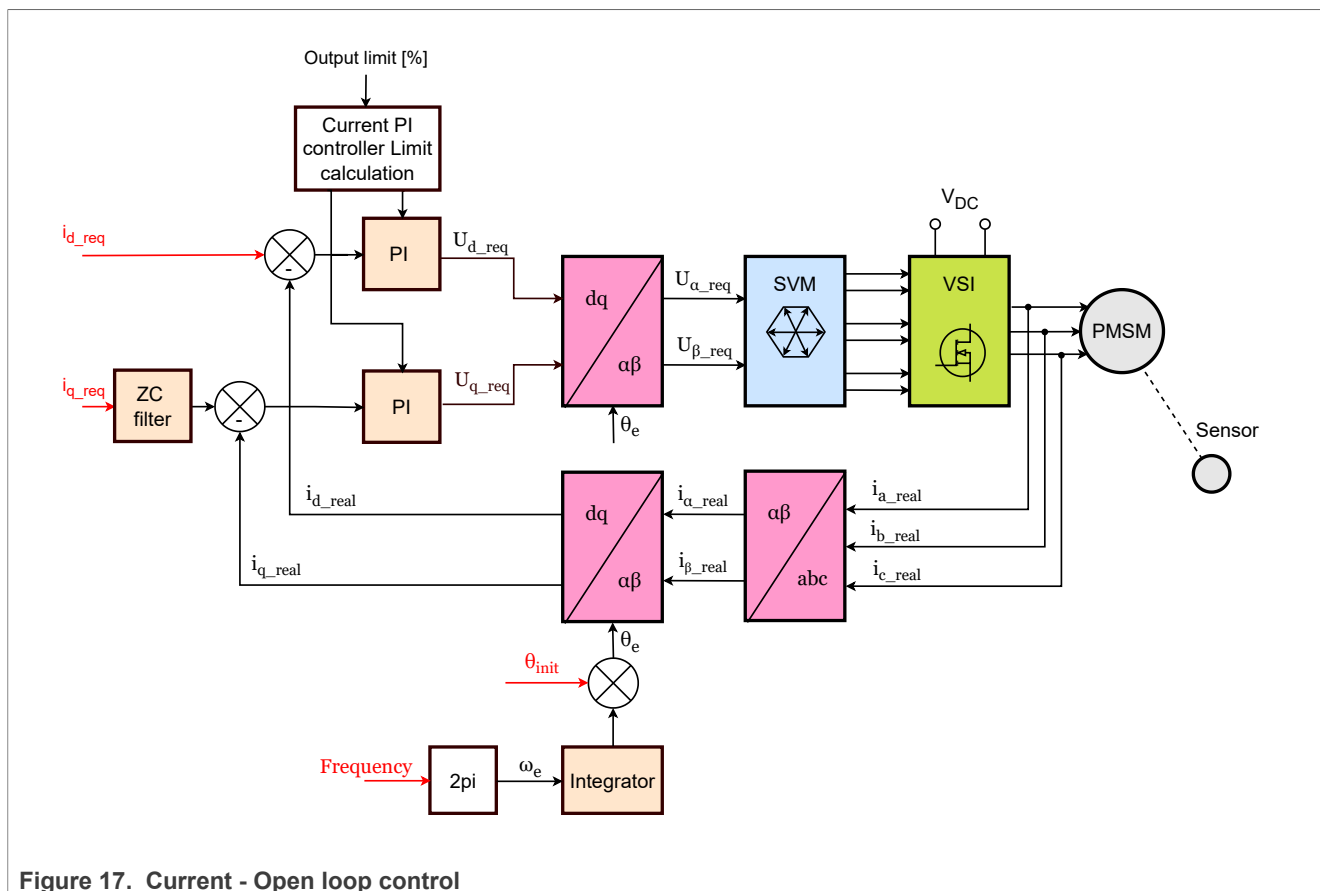 Output limit [%]
Current PI
controller Limit
calculation
V_DC
i_d_req
-
PI
U_d_req
dq
αβ
U_α_req
U_β_req
SVM
VSI
PMSM
i_q_req
ZC
filter
-
PI
U_q_req
θ_e
Sensor
i_d_real
i_q_real
dq
αβ
i_α_real
i_β_real
αβ
abc
i_a_real
i_b_real
i_c_real
θ_e
θ_init
Frequency
2pi
ω_e
Integrator
Figure 17. Current - Open loop control